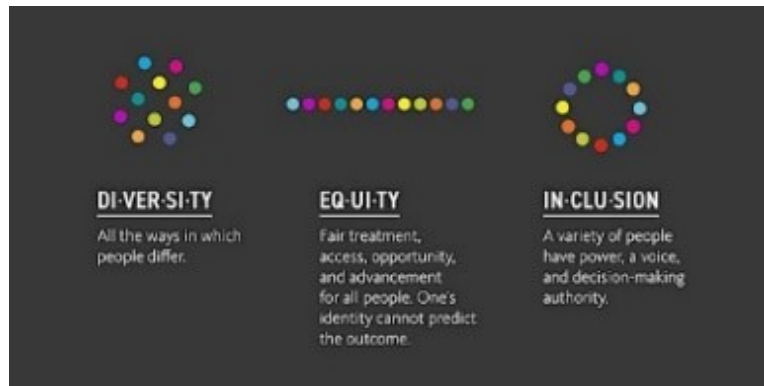 DI·VER·SI·TY
All the ways in which
people differ.
EQ·UI·TY
Fair treatment,
access, opportunity,
and advancement
for all people. One's
identity cannot predict
the outcome.
IN·CLU·SION
A variety of people
have power, a voice,
and decision-making
authority.